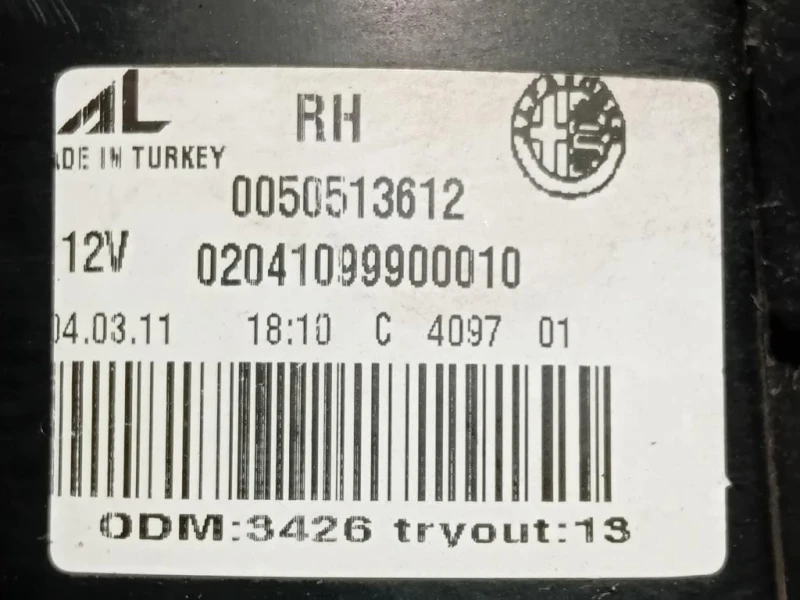 AL RH
ADE IN TURKEY
0050513612
12V 02041099900010
04.03.11 18:10 C 4097 01
ODM:3426 tryout:13